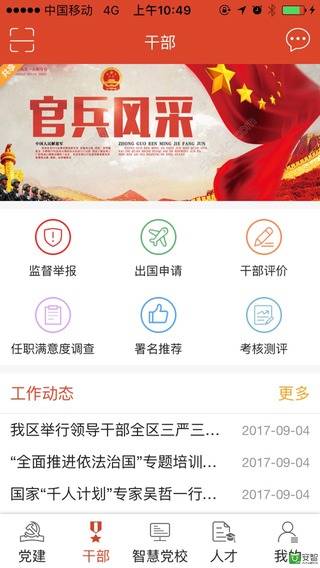 中国移动 4G 上午10:49
干部
官兵风采
中国人民解放军 ZHONG GUO REN MING JIE FANG JUN
监督举报 出国申请 干部评价
任职满意度调查 署名推荐 考核测评
工作动态 更多
我区举行领导干部全区三严三... 2017-09-04
“全面推进依法治国”专题培训... 2017-09-04
国家“千人计划”专家吴哲一行... 2017-09-04
党建 干部 智慧党校 人才 我的
安智